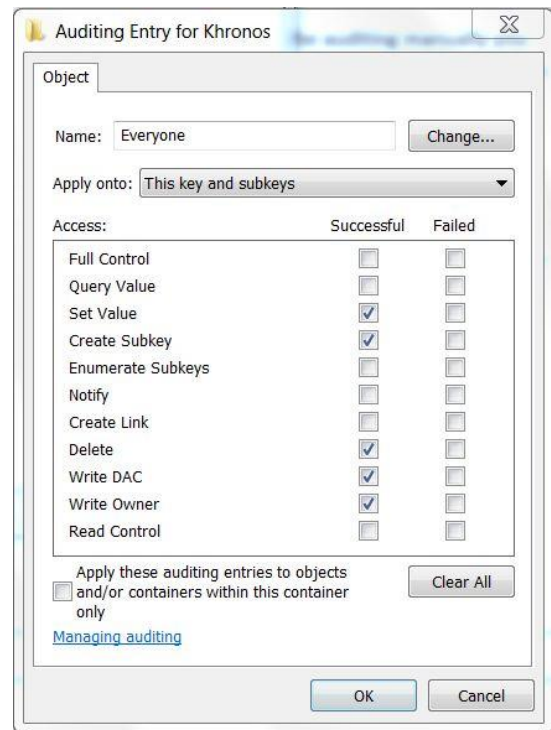 Auditing Entry for Khronos
Object
Name: Everyone Change...
Apply onto: This key and subkeys
Access: Successful Failed
Full Control
Query Value
Set Value
Create Subkey
Enumerate Subkeys
Notify
Create Link
Delete
Write DAC
Write Owner
Read Control
Apply these auditing entries to objects
and/or containers within this container
only
Clear All
Managing auditing
OK Cancel